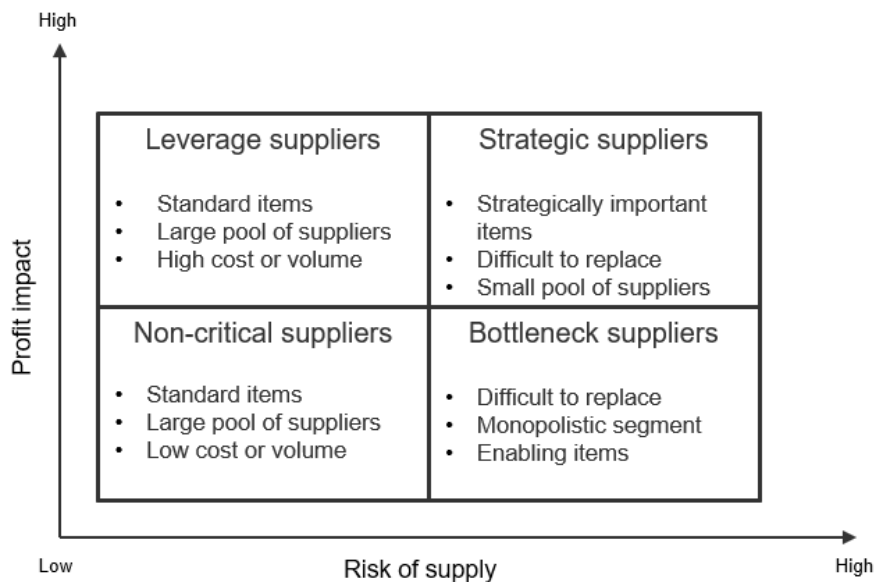 High
Leverage suppliers
• Standard items
• Large pool of suppliers
• High cost or volume
Strategic suppliers
• Strategically important
items
• Difficult to replace
• Small pool of suppliers
Profit impact
Non-critical suppliers
• Standard items
• Large pool of suppliers
• Low cost or volume
Bottleneck suppliers
• Difficult to replace
• Monopolistic segment
• Enabling items
Low
Risk of supply
High